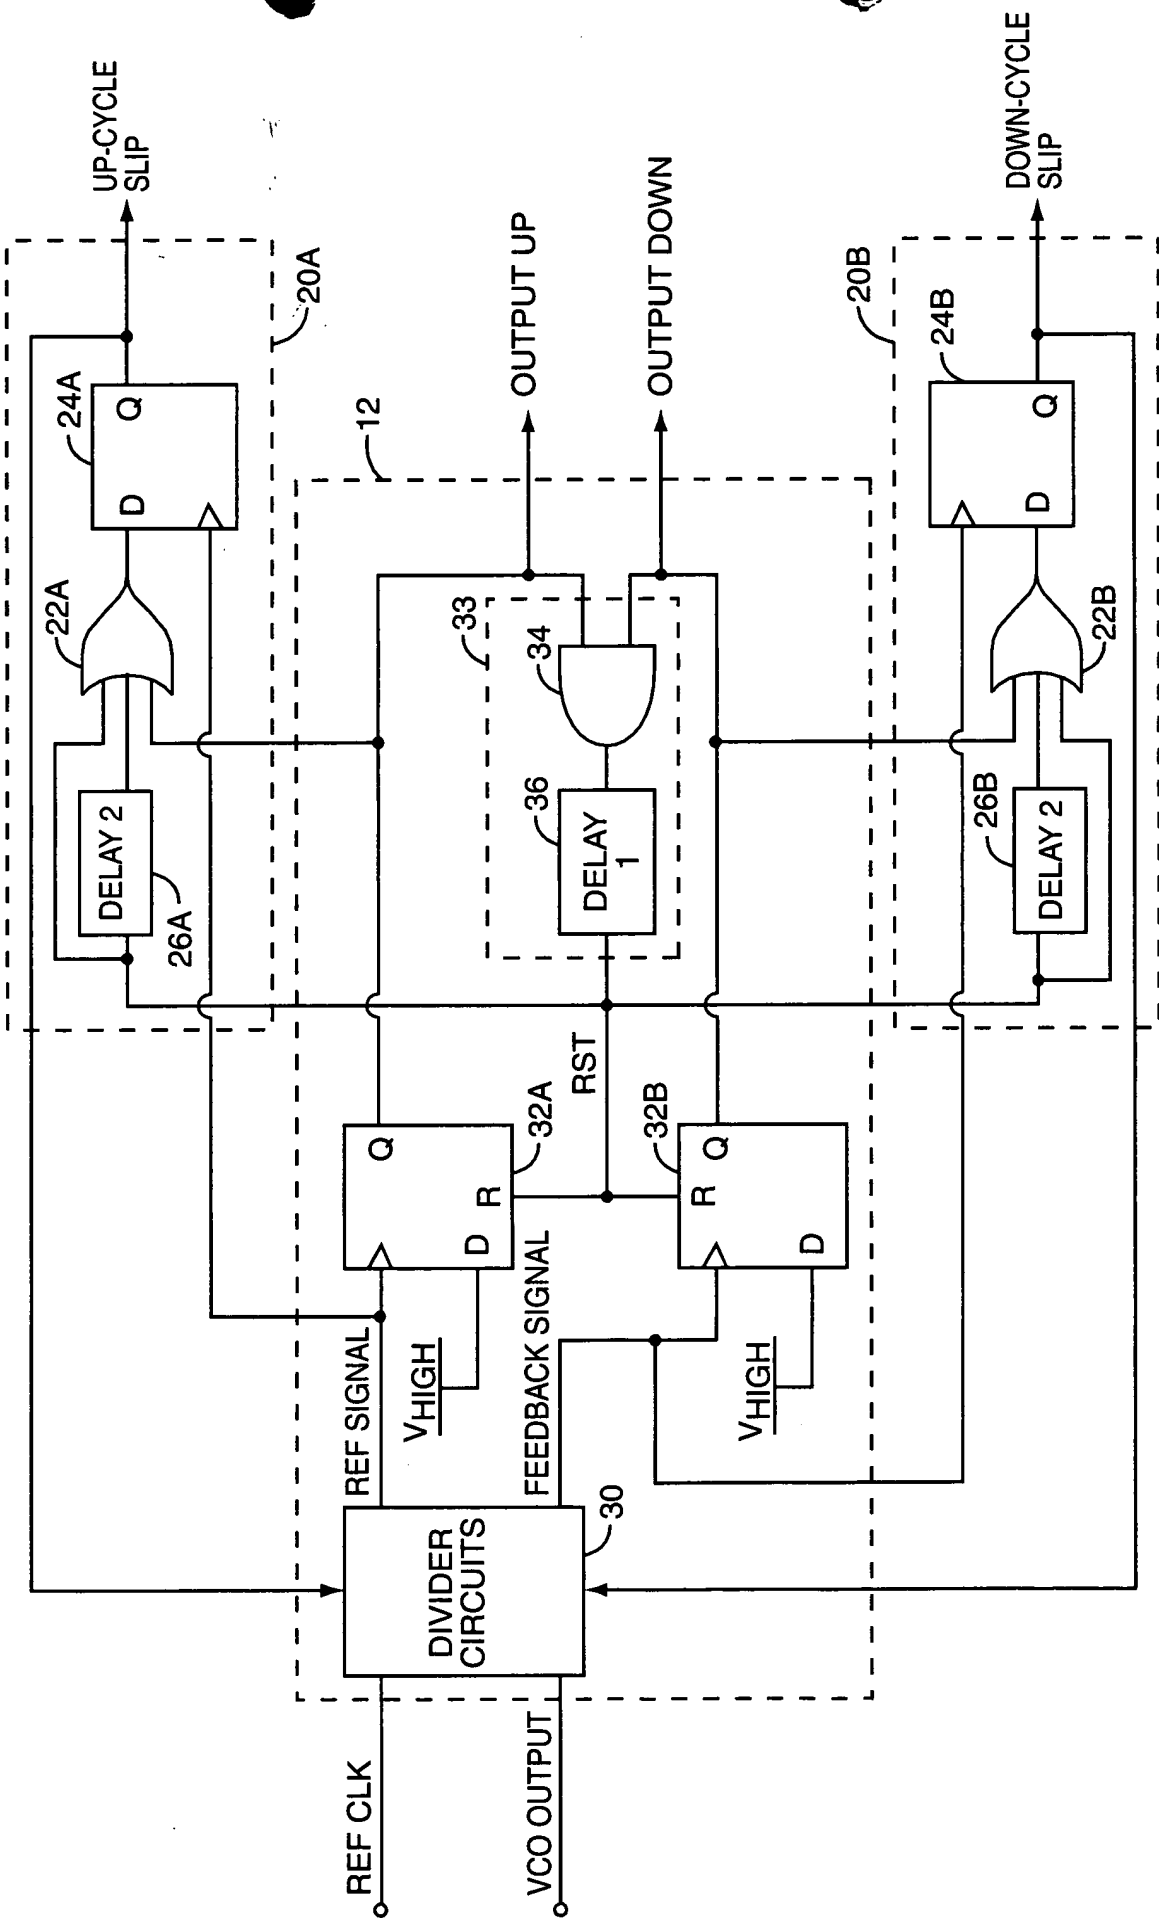 REF CLK
VCO OUTPUT
DIVIDER
CIRCUITS
30
REF SIGNAL
FEEDBACK SIGNAL
VHIGH
VHIGH
D
R
Q
32A
R
D
Q
32B
RST
DELAY
1
36
34
33
12
OUTPUT UP
OUTPUT DOWN
DELAY 2
26A
22A
D
Q
24A
20A
UP-CYCLE
SLIP
DELAY 2
26B
22B
D
Q
24B
20B
DOWN-CYCLE
SLIP